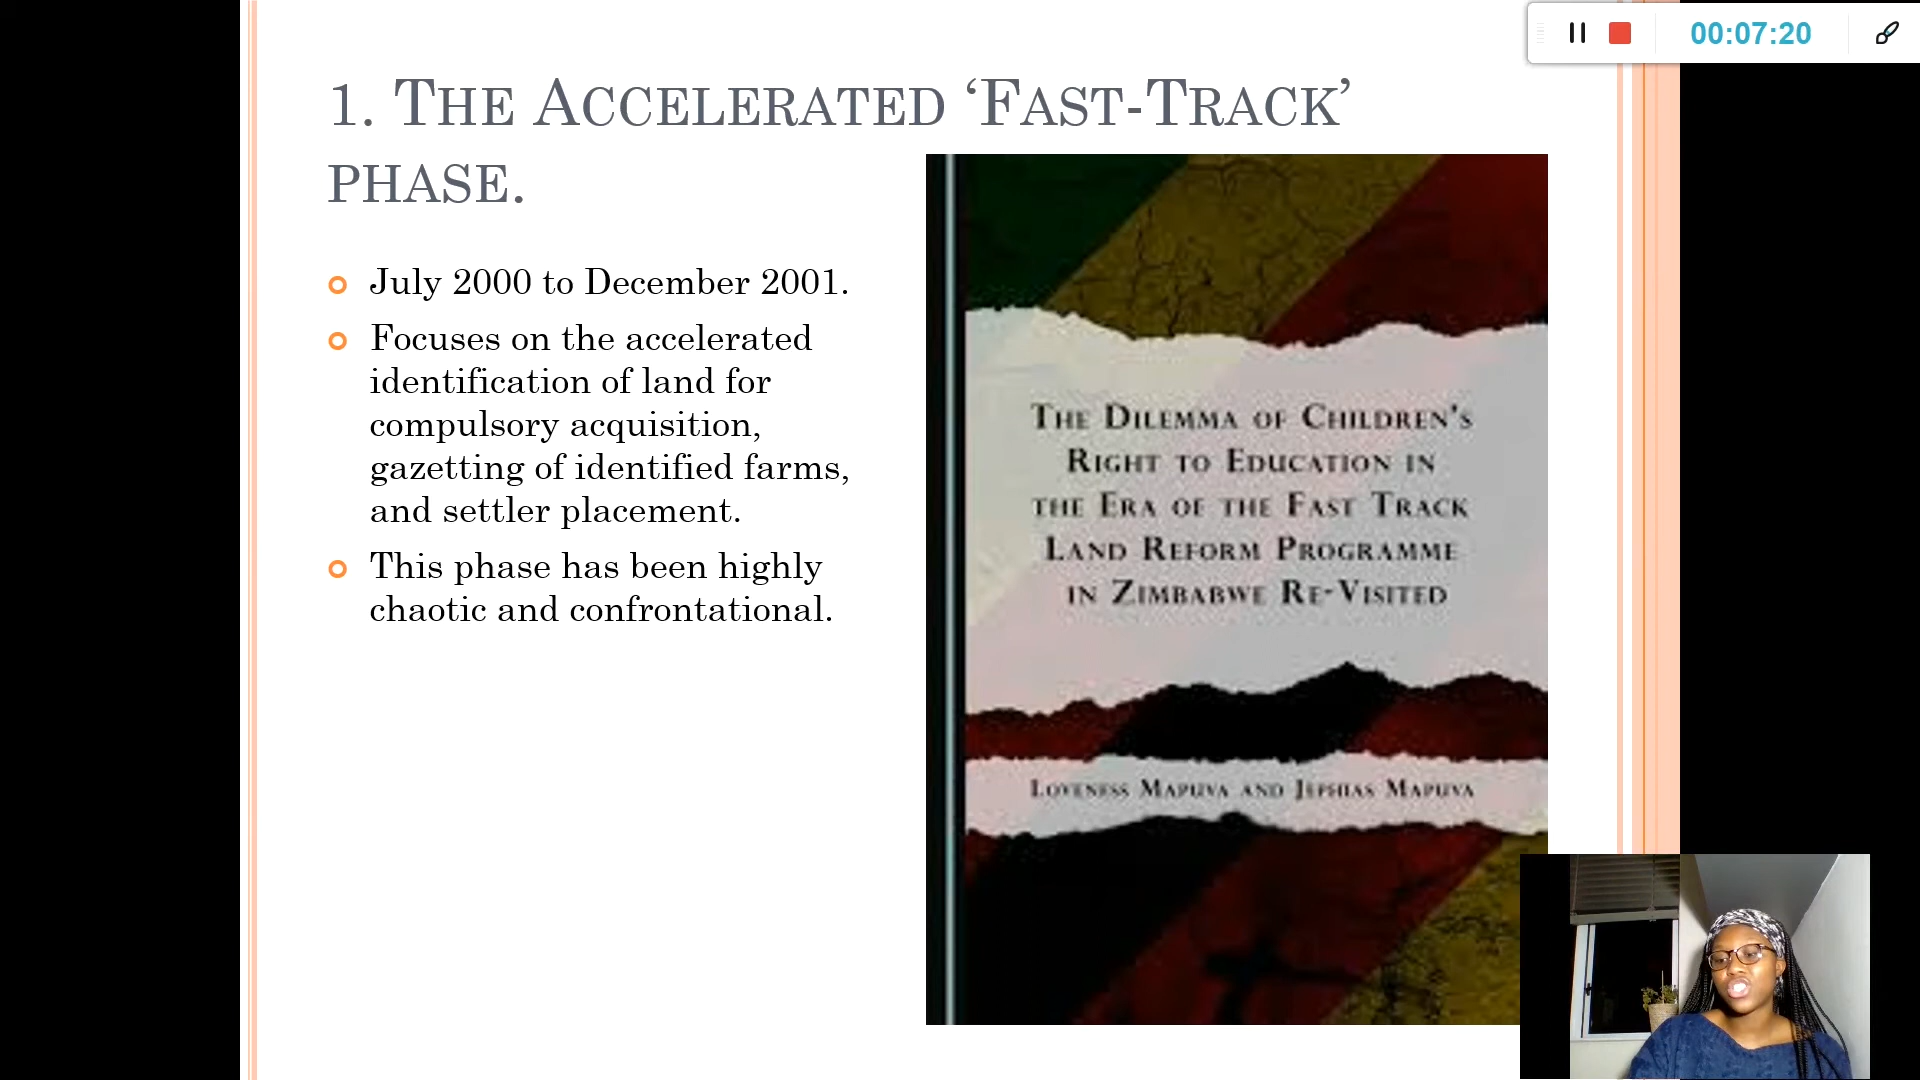 00:07:20
1. THE ACCELERATED ‘FAST-TRACK’
PHASE.
July 2000 to December 2001.
Focuses on the accelerated
identification of land for
compulsory acquisition,
gazetting of identified farms,
and settler placement.
This phase has been highly
chaotic and confrontational.
THE DILEMMA OF CHILDREN'S
RIGHT TO EDUCATION IN
THE ERA OF THE FAST TRACK
LAND REFORM PROGRAMME
IN ZIMBABWE RE-VISITED
LOVENESS MAPUVA AND JEPHIAS MAPUVA